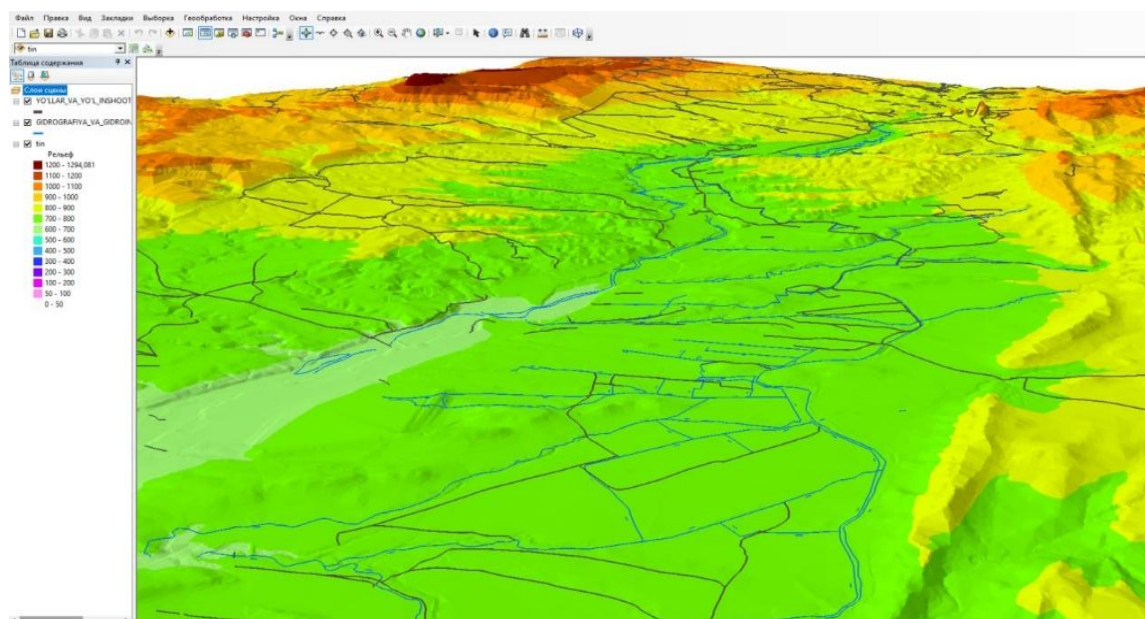 Файл Правка Вид Закладки Выборка Геообработка Настройка Окна Справка
tin
Таблица содержания
Слои сцены
YO'LLAR_VA_YO'L_INSHOOT
GIDROGRAFIYA_VA_GIDROIN
tin
Рельеф
1200 - 1294,081
1100 - 1200
1000 - 1100
900 - 1000
800 - 900
700 - 800
600 - 700
500 - 600
400 - 500
200 - 400
200 - 300
100 - 200
50 - 100
0 - 50